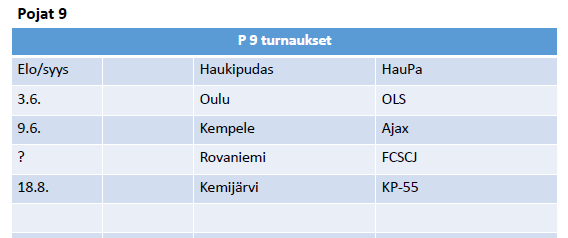 Pojat 9
P 9 turnaukset
Elo/syys Haukipudas HauPa
3.6. Oulu OLS
9.6. Kempele Ajax
? Rovaniemi FCSCJ
18.8. Kemijärvi KP-55